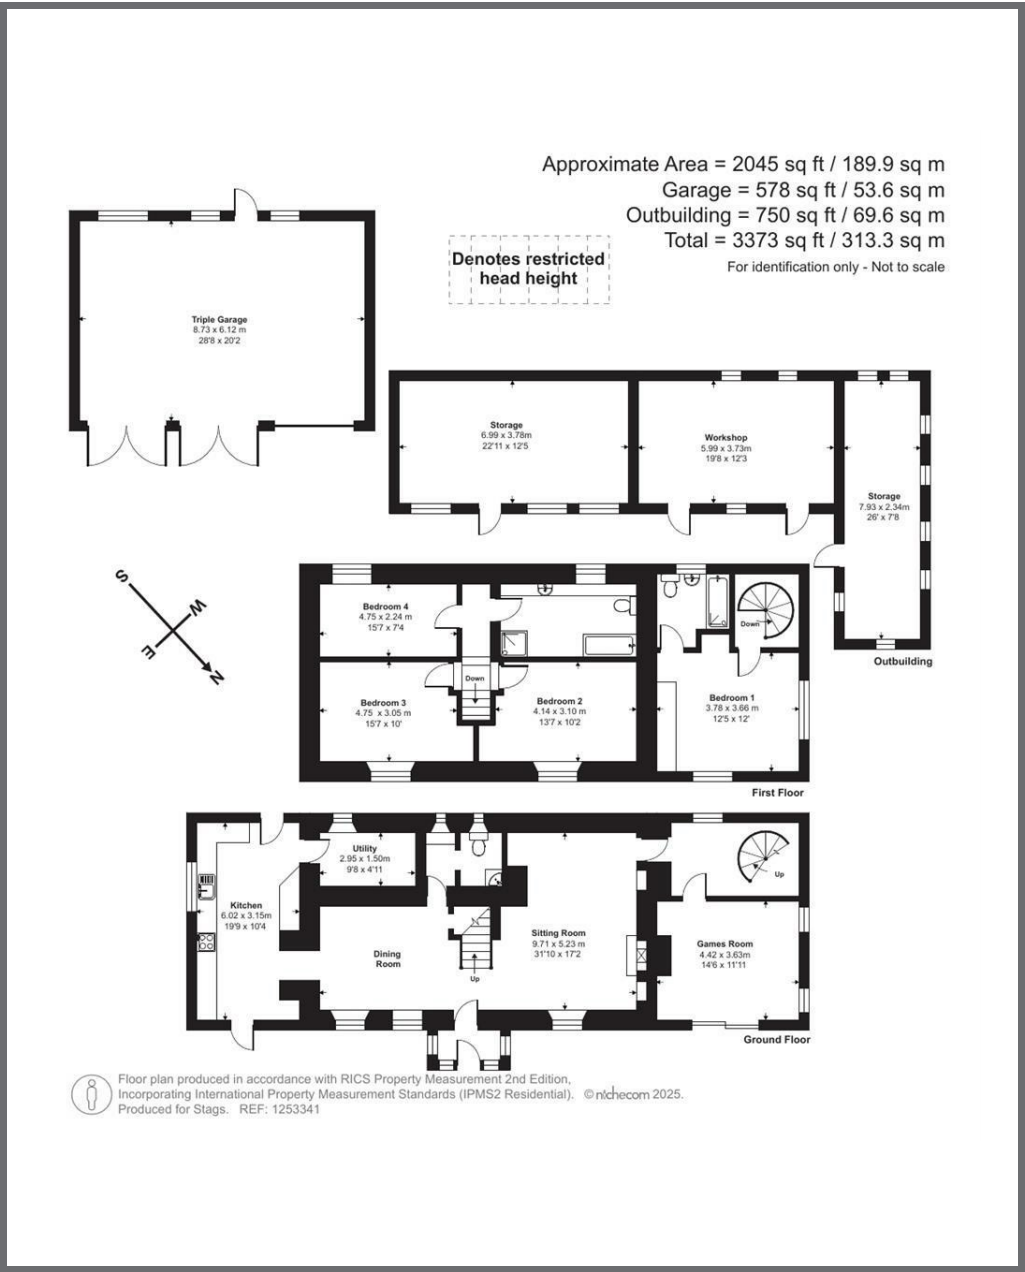 Approximate Area = 2045 sq ft / 189.9 sq m
Garage = 578 sq ft / 53.6 sq m
Outbuilding = 750 sq ft / 69.6 sq m
Total = 3373 sq ft / 313.3 sq m
For identification only - Not to scale
Denotes restricted
head height
Triple Garage
8.73 x 6.12 m
28'8 x 20'2
Storage
6.99 x 3.78m
22'11 x 12'5
Workshop
5.99 x 3.73m
19'8 x 12'3
Storage
7.93 x 2.34m
26' x 7'8
Outbuilding
S
W
E
N
Bedroom 4
4.75 x 2.24 m
15'7 x 7'4
Down
Down
Bedroom 3
4.75 x 3.05 m
15'7 x 10'
Bedroom 2
4.14 x 3.10 m
13'7 x 10'2
Bedroom 1
3.78 x 3.66 m
12'5 x 12'
First Floor
Utility
2.95 x 1.50m
9'8 x 4'11
Up
Kitchen
6.02 x 3.15m
19'9 x 10'4
Dining
Room
Up
Sitting Room
9.71 x 5.23 m
31'10 x 17'2
Games Room
4.42 x 3.63m
14'6 x 11'11
Ground Floor
Floor plan produced in accordance with RICS Property Measurement 2nd Edition,
Incorporating International Property Measurement Standards (IPMS2 Residential). © nichecom 2025.
Produced for Stags. REF: 1253341